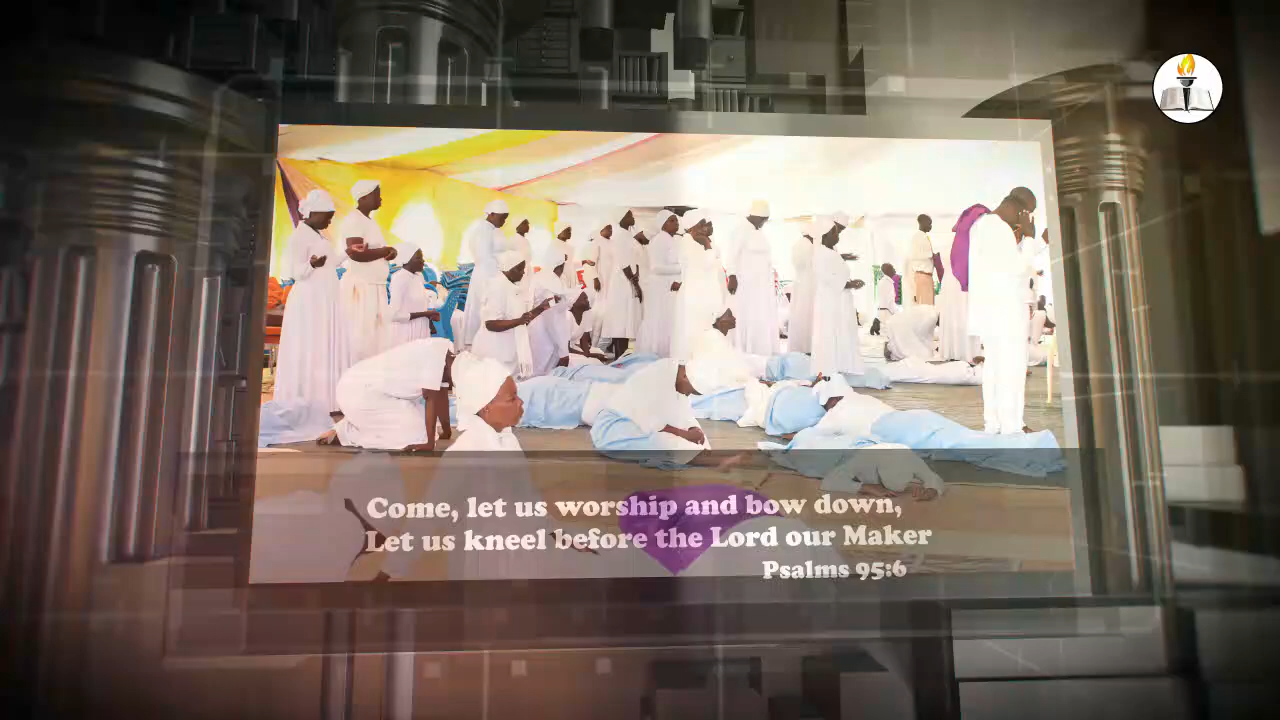 Come, let us worship and bow down,
Let us kneel before the Lord our Maker
Psalms 95:6